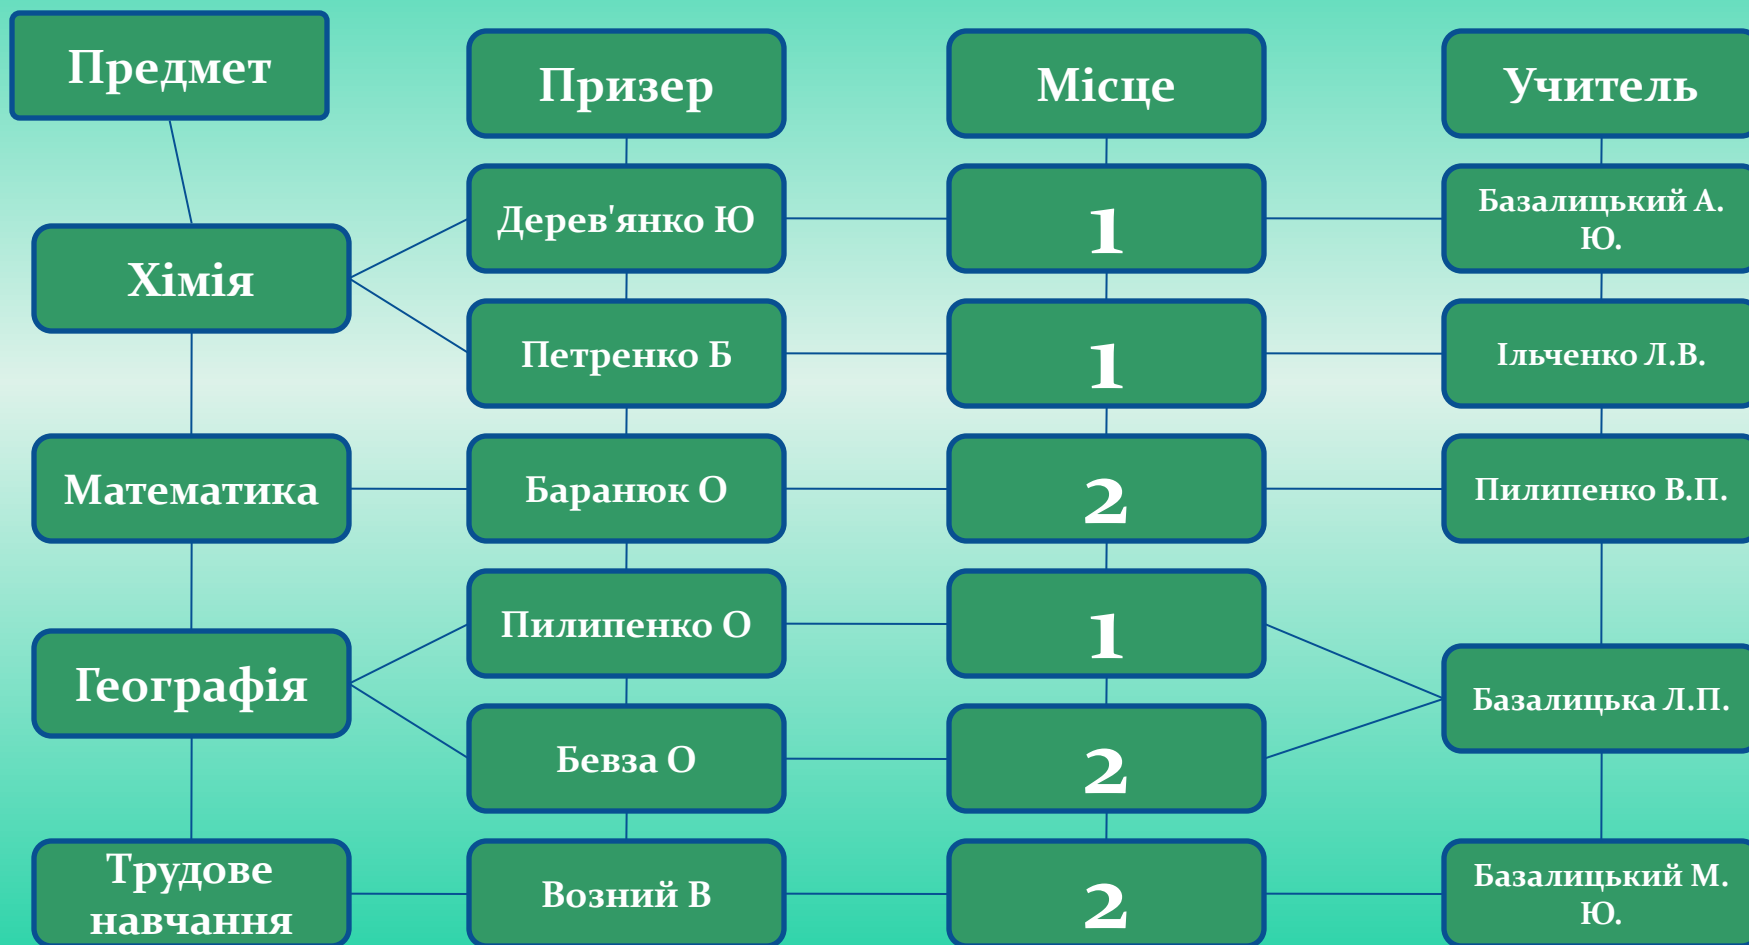 Предмет
Призер
Місце
Учитель
Хімія
Дерев'янко Ю
1
Базалицький А.
Ю.
Петренко Б
1
Ільченко Л.В.
Математика
Баранюк О
2
Пилипенко В.П.
Географія
Пилипенко О
1
Базалицька Л.П.
Бевза О
2
Трудове
навчання
Возний В
2
Базалицький М.
Ю.